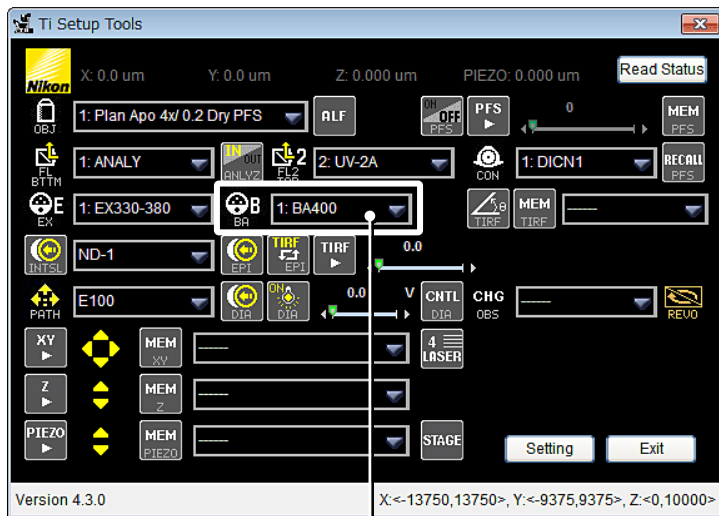 Ti Setup Tools
Nikon X: 0.0 um Y: 0.0 um Z: 0.000 um PIEZO: 0.000 um Read Status
OBJ 1: Plan Apo 4x/ 0.2 Dry PFS ALF ON OFF PFS PFS 0 MEM PFS
FL BTTM 1: ANALY IN OUT ANLYZ 2 FL2 TOP 2: UV-2A CON 1: DICN1 RECALL PFS
E EX 1: EX330-380 B BA 1: BA400 θ TIRF MEM TIRF -----
INTSL ND-1 EPI TIRF EPI TIRF 0.0
PATH E100 DIA ON DIA 0.0 V CNTL DIA CHG OBS ----- REVO
XY MEM XY ----- 4 LASER
Z MEM Z -----
PIEZO MEM PIEZO ----- STAGE Setting Exit
Version 4.3.0 X:<-13750,13750>, Y:<-9375,9375>, Z:<0,10000>